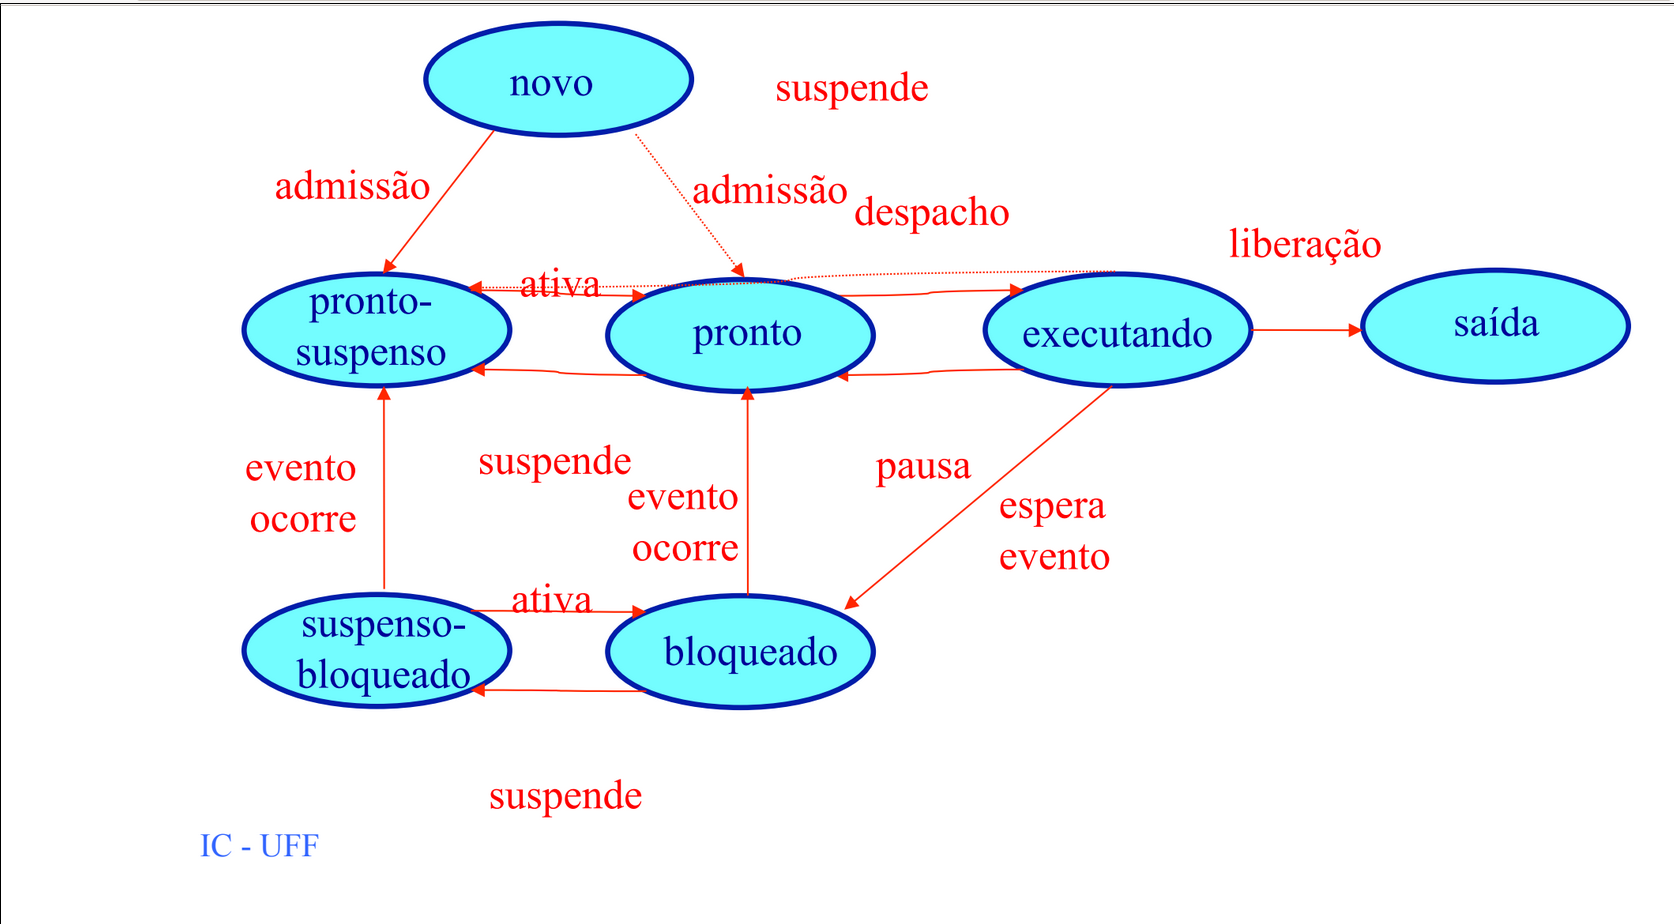 novo
suspende
admissão
admissão
despacho
liberação
ativa
pronto-
suspenso
pronto
executando
saída
evento
ocorre
suspende
evento
ocorre
pausa
espera
evento
ativa
suspenso-
bloqueado
bloqueado
suspende
IC - UFF